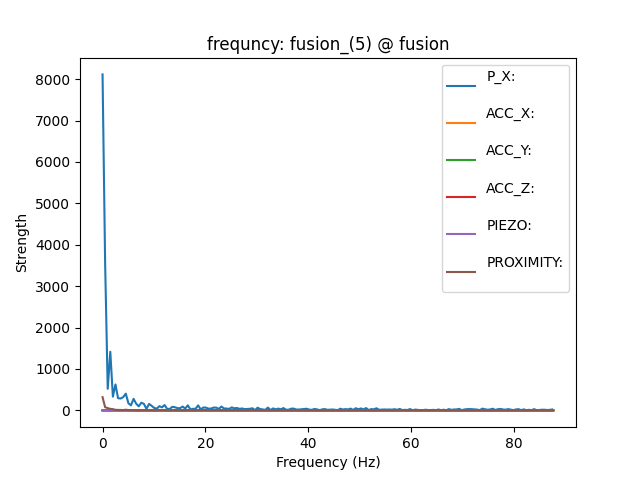 frequncy: fusion_(5) @ fusion
8000
7000
6000
5000
4000
3000
2000
1000
0
Strength
P_X:
ACC_X:
ACC_Y:
ACC_Z:
PIEZO:
PROXIMITY:
0 20 40 60 80
Frequency (Hz)